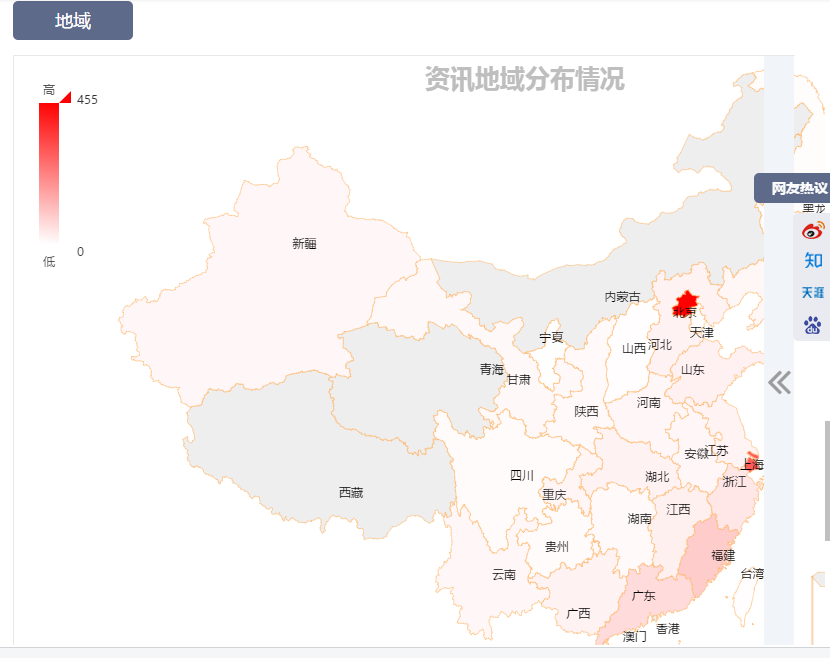 地域
资讯地域分布情况
高
455
0
低
网友热议
知
天涯
新疆
内蒙古
北京
天津
宁夏
山西
河北
青海
甘肃
山东
陕西
河南
安徽
江苏
上海
四川
湖北
浙江
西藏
重庆
湖南
江西
贵州
福建
云南
台湾
广东
广西
澳门
香港